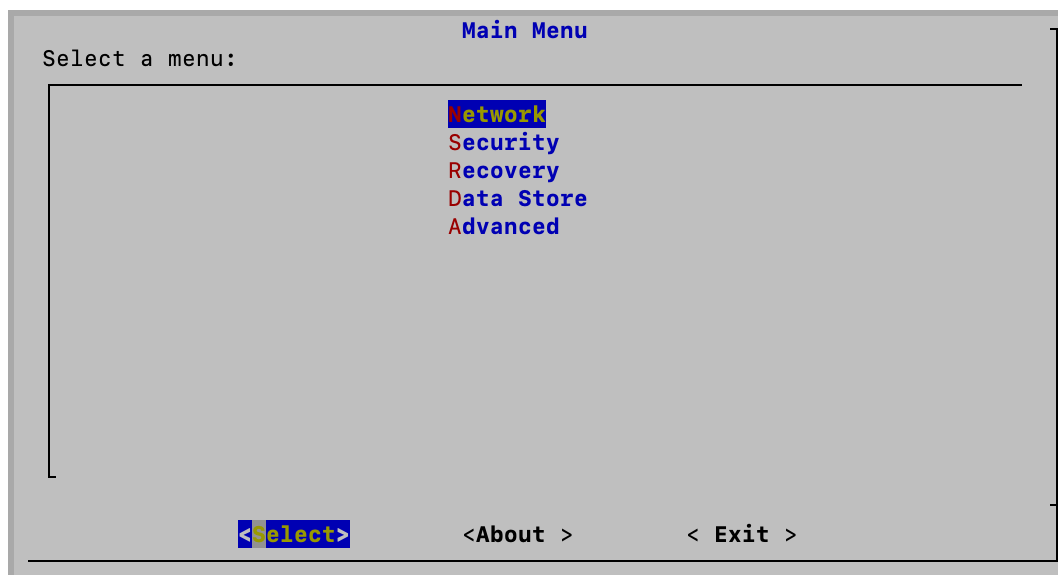 Main Menu
Select a menu:
Network
Security
Recovery
Data Store
Advanced
<Select> <About > < Exit >